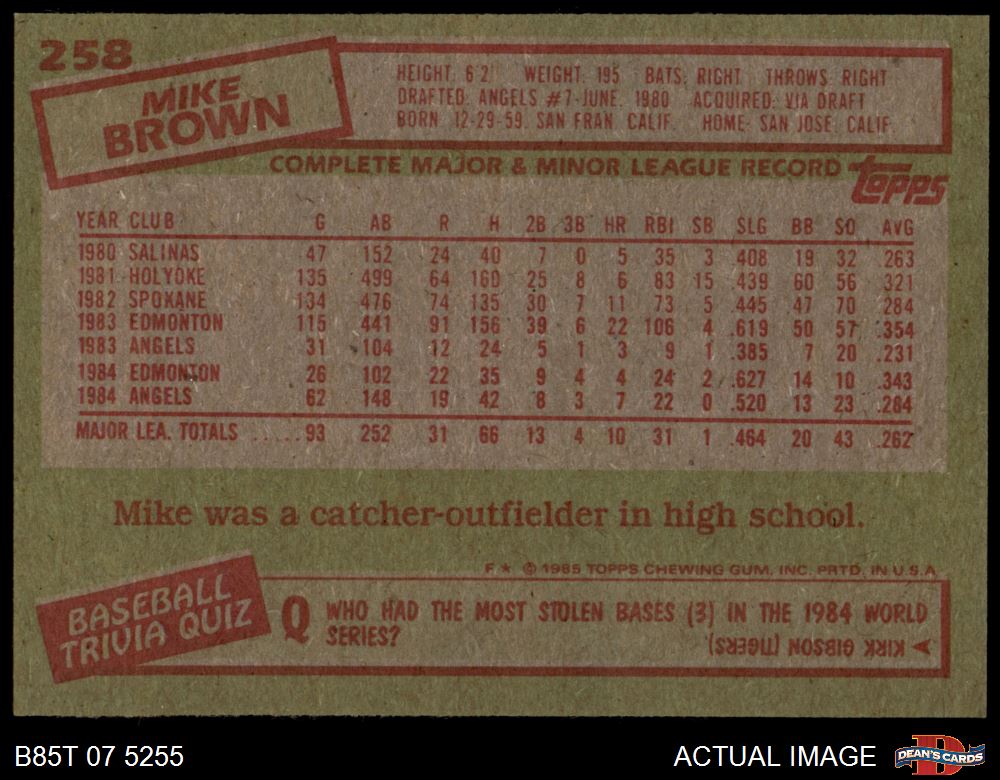 258
MIKE
BROWN
HEIGHT: 6'2" WEIGHT: 195 BATS: RIGHT THROWS: RIGHT
DRAFTED: ANGELS #7-JUNE, 1980 ACQUIRED: VIA DRAFT
BORN 12-29-59, SAN FRAN, CALIF. HOME: SAN JOSE, CALIF.
COMPLETE MAJOR & MINOR LEAGUE RECORD topps
YEAR CLUB G AB R H 2B 3B HR RBI SB SLG BB SO AVG
1980 SALINAS 47 152 24 40 7 0 5 35 3 .408 19 32 .263
1981 HOLYOKE 135 499 64 160 25 8 6 83 15 .439 60 56 .321
1982 SPOKANE 134 476 74 135 30 7 11 73 5 .445 47 70 .284
1983 EDMONTON 115 441 91 156 39 6 22 106 4 .619 50 57 .354
1983 ANGELS 31 104 12 24 5 1 3 9 1 .385 7 20 .231
1984 EDMONTON 26 102 22 35 9 4 4 24 2 .627 14 10 .343
1984 ANGELS 62 148 19 42 8 3 7 22 0 .520 13 23 .284
MAJOR LEA. TOTALS .....93 252 31 66 13 4 10 31 1 .464 20 43 .262
Mike was a catcher-outfielder in high school.
F★ © 1985 TOPPS CHEWING GUM, INC. PRTD. IN U.S.A.
BASEBALL
TRIVIA QUIZ
Q WHO HAD THE MOST STOLEN BASES (3) IN THE 1984 WORLD
SERIES?
A KIRK GIBSON (TIGERS)
B85T 07 5255 ACTUAL IMAGE DEAN'S CARDS